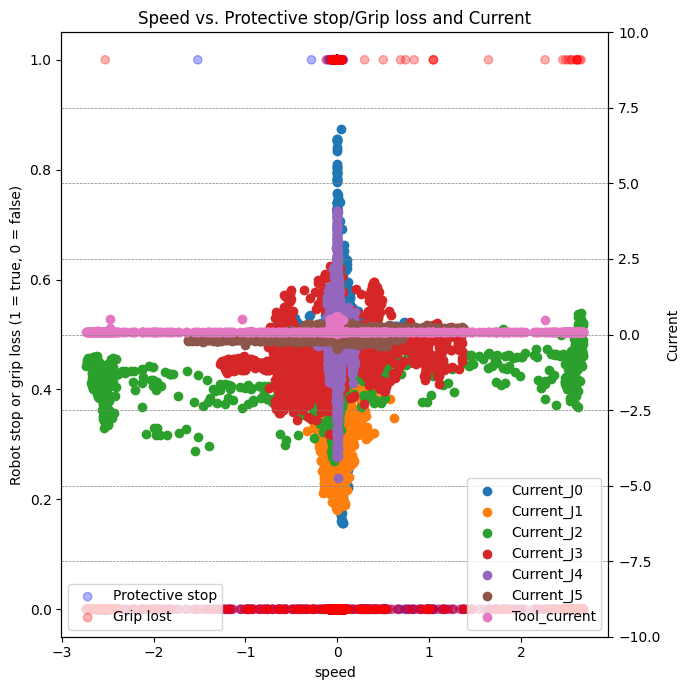 Speed vs. Protective stop/Grip loss and Current
Robot stop or grip loss (1 = true, 0 = false)
1.0
0.8
0.6
0.4
0.2
0.0
10.0
7.5
5.0
2.5
0.0
−2.5
−5.0
−7.5
−10.0
Current
Protective stop
Grip lost
Current_J0
Current_J1
Current_J2
Current_J3
Current_J4
Current_J5
Tool_current
−3 −2 −1 0 1 2
speed